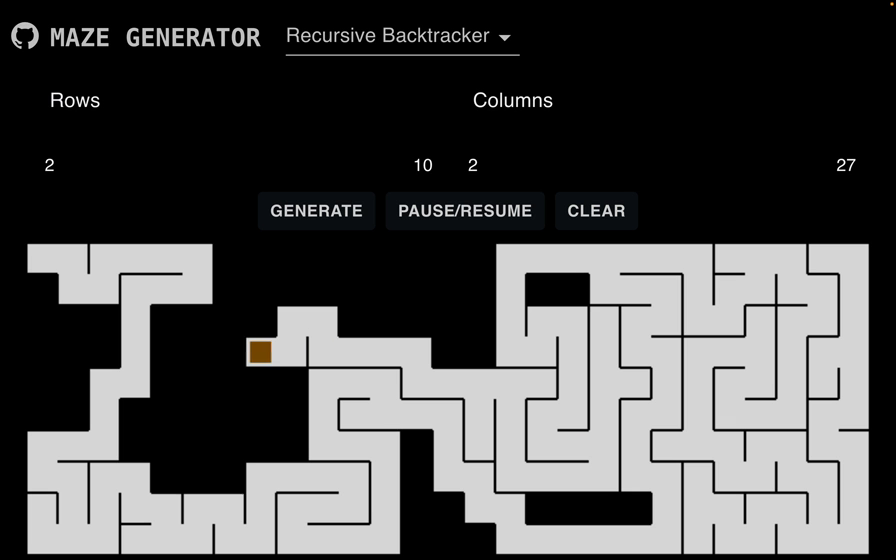 MAZE GENERATOR Recursive Backtracker
Rows Columns
2 10 2 27
GENERATE PAUSE/RESUME CLEAR